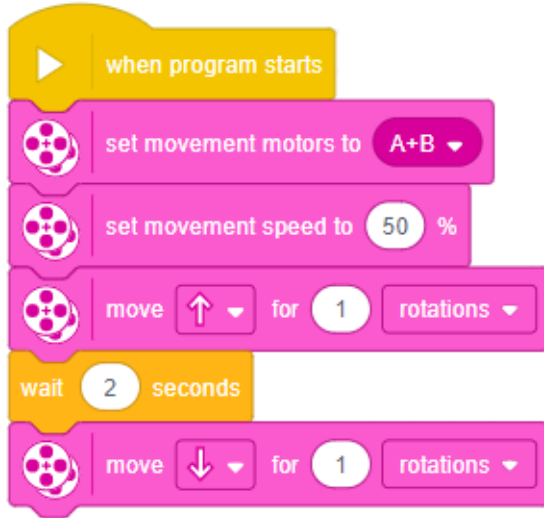 when program starts
set movement motors to A+B
set movement speed to 50 %
move for 1 rotations
wait 2 seconds
move for 1 rotations